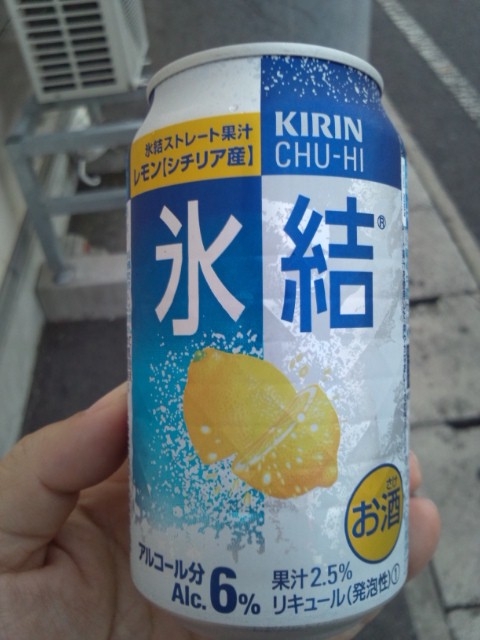 氷結ストレート果汁
レモン[シチリア産]
KIRIN
CHU-HI
氷結®
さけ
お酒
アルコール分
Alc. 6%
果汁2.5%
リキュール(発泡性)①